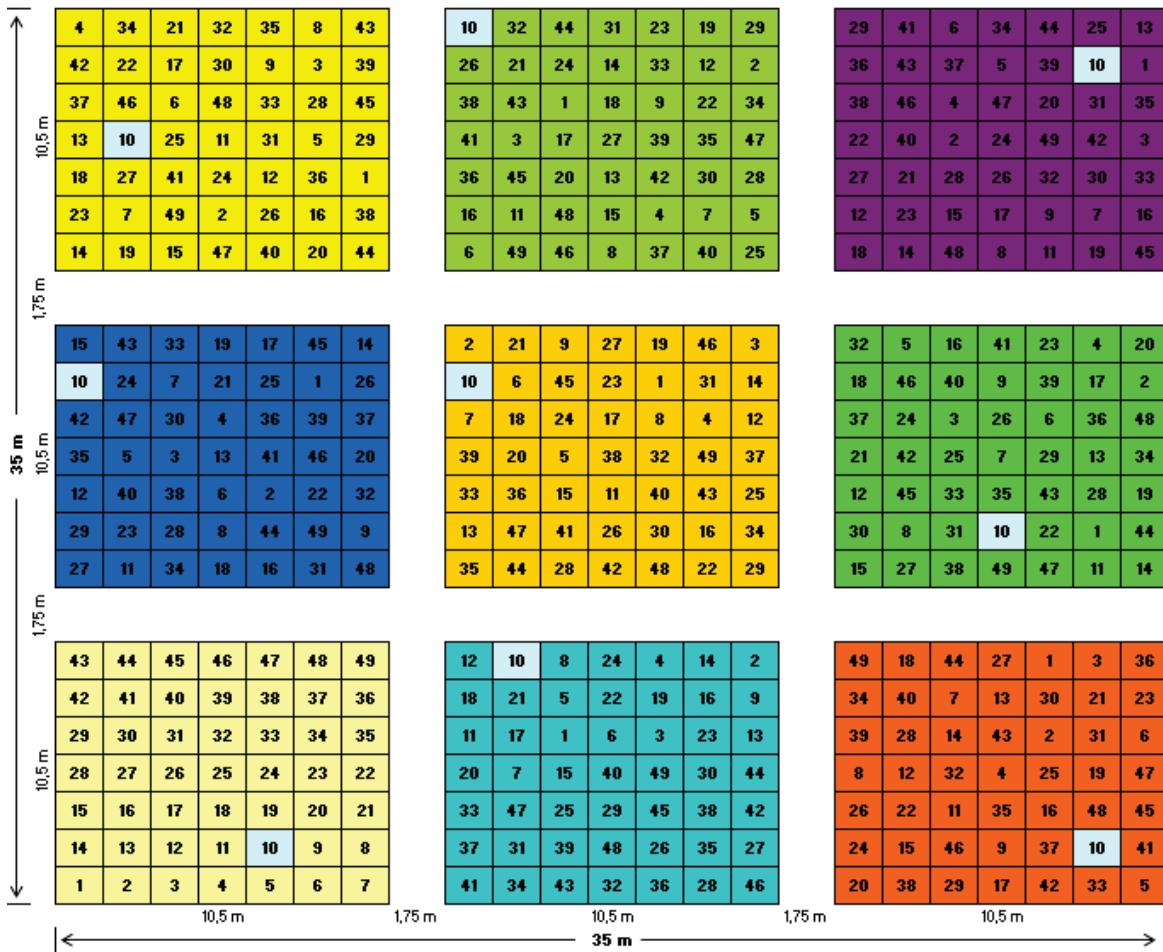 4 34 21 32 35 8 43 10 32 44 31 23 19 29 29 41 6 34 44 25 13
42 22 17 30 9 3 39 26 21 24 14 33 12 2 36 43 37 5 39 10 1
37 46 6 48 33 28 45 38 43 1 18 9 22 34 38 46 4 47 20 31 35
10,5 m 13 10 25 11 31 5 29 41 3 17 27 39 35 47 22 40 2 24 49 42 3
18 27 41 24 12 36 1 36 45 20 13 42 30 28 27 21 28 26 32 30 33
23 7 49 2 26 16 38 16 11 48 15 4 7 5 12 23 15 17 9 7 16
14 19 15 47 40 20 44 6 49 46 8 37 40 25 18 14 48 8 11 19 45
1,75 m
15 43 33 19 17 45 14 2 21 9 27 19 46 3 32 5 16 41 23 4 20
10 24 7 21 25 1 26 10 6 45 23 1 31 14 18 46 40 9 39 17 2
42 47 30 4 36 39 37 7 18 24 17 8 4 12 37 24 3 26 6 36 48
35 m 10,5 m 35 5 3 13 41 46 20 39 20 5 38 32 49 37 21 42 25 7 29 13 34
12 40 38 6 2 22 32 33 36 15 11 40 43 25 12 45 33 35 43 28 19
29 23 28 8 44 49 9 13 47 41 26 30 16 34 30 8 31 10 22 1 44
27 11 34 18 16 31 48 35 44 28 42 48 22 29 15 27 38 49 47 11 14
1,75 m
43 44 45 46 47 48 49 12 10 8 24 4 14 2 49 18 44 27 1 3 36
42 41 40 39 38 37 36 18 21 5 22 19 16 9 34 40 7 13 30 21 23
29 30 31 32 33 34 35 11 17 1 6 3 23 13 39 28 14 43 2 31 6
10,5 m 28 27 26 25 24 23 22 20 7 15 40 49 30 44 8 12 32 4 25 19 47
15 16 17 18 19 20 21 33 47 25 29 45 38 42 26 22 11 35 16 48 45
14 13 12 11 10 9 8 37 31 39 48 26 35 27 24 15 46 9 37 10 41
1 2 3 4 5 6 7 41 34 43 32 36 28 46 20 38 29 17 42 33 5
10,5 m 1,75 m 10,5 m 1,75 m 10,5 m
35 m